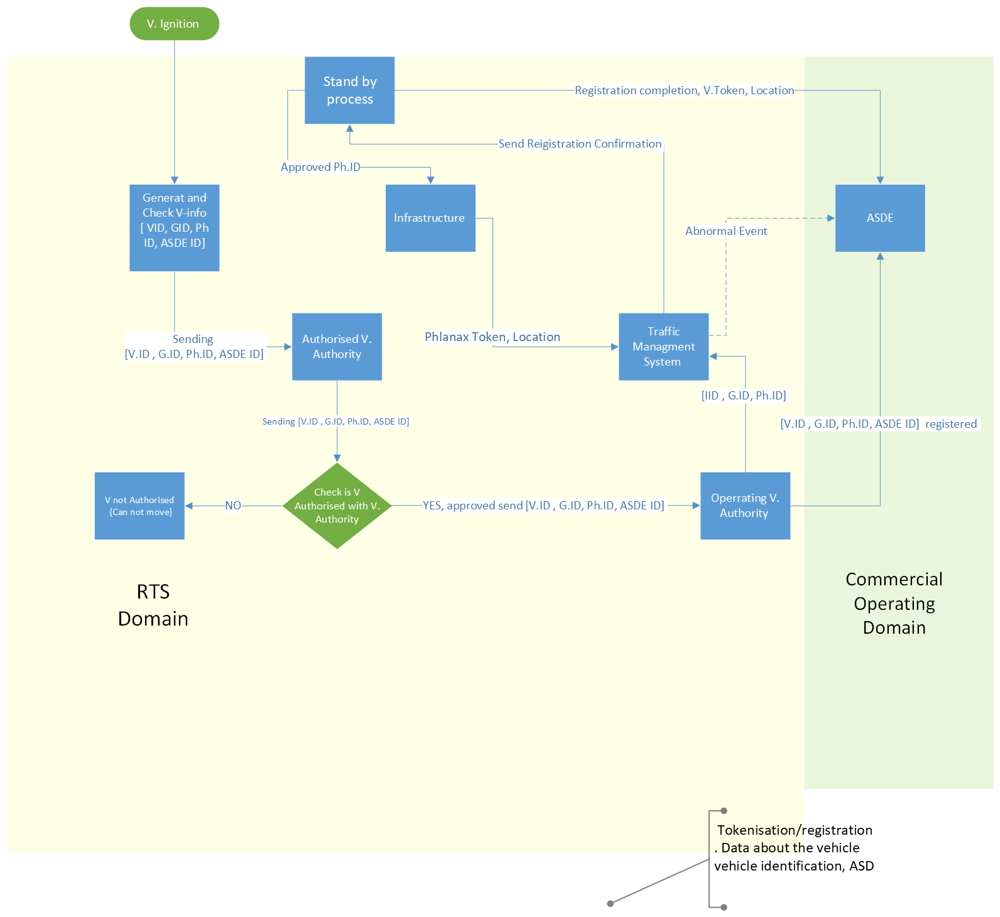 V. Ignition
Stand by
process
Registration completion, V.Token, Location
Send Reigistration Confirmation
Approved Ph.ID
Generat and
Check V-info
[ VID, GID, Ph
ID, ASDE ID]
Infrastructure
ASDE
Abnormal Event
Sending
[V.ID , G.ID, Ph.ID, ASDE ID]
Authorised V.
Authority
Phlanax Token, Location
Traffic
Managment
System
[IID , G.ID, Ph.ID]
Sending [V.ID , G.ID, Ph.ID, ASDE ID]
[V.ID , G.ID, Ph.ID, ASDE ID]  registered
V not Authorised
{Can not move}
NO
Check is V
Authorised with V.
Authority
YES, approved send [V.ID , G.ID, Ph.ID, ASDE ID]
Operrating V.
Authority
RTS
Domain
Commercial
Operating
Domain
Tokenisation/registration
. Data about the vehicle
vehicle identification, ASD